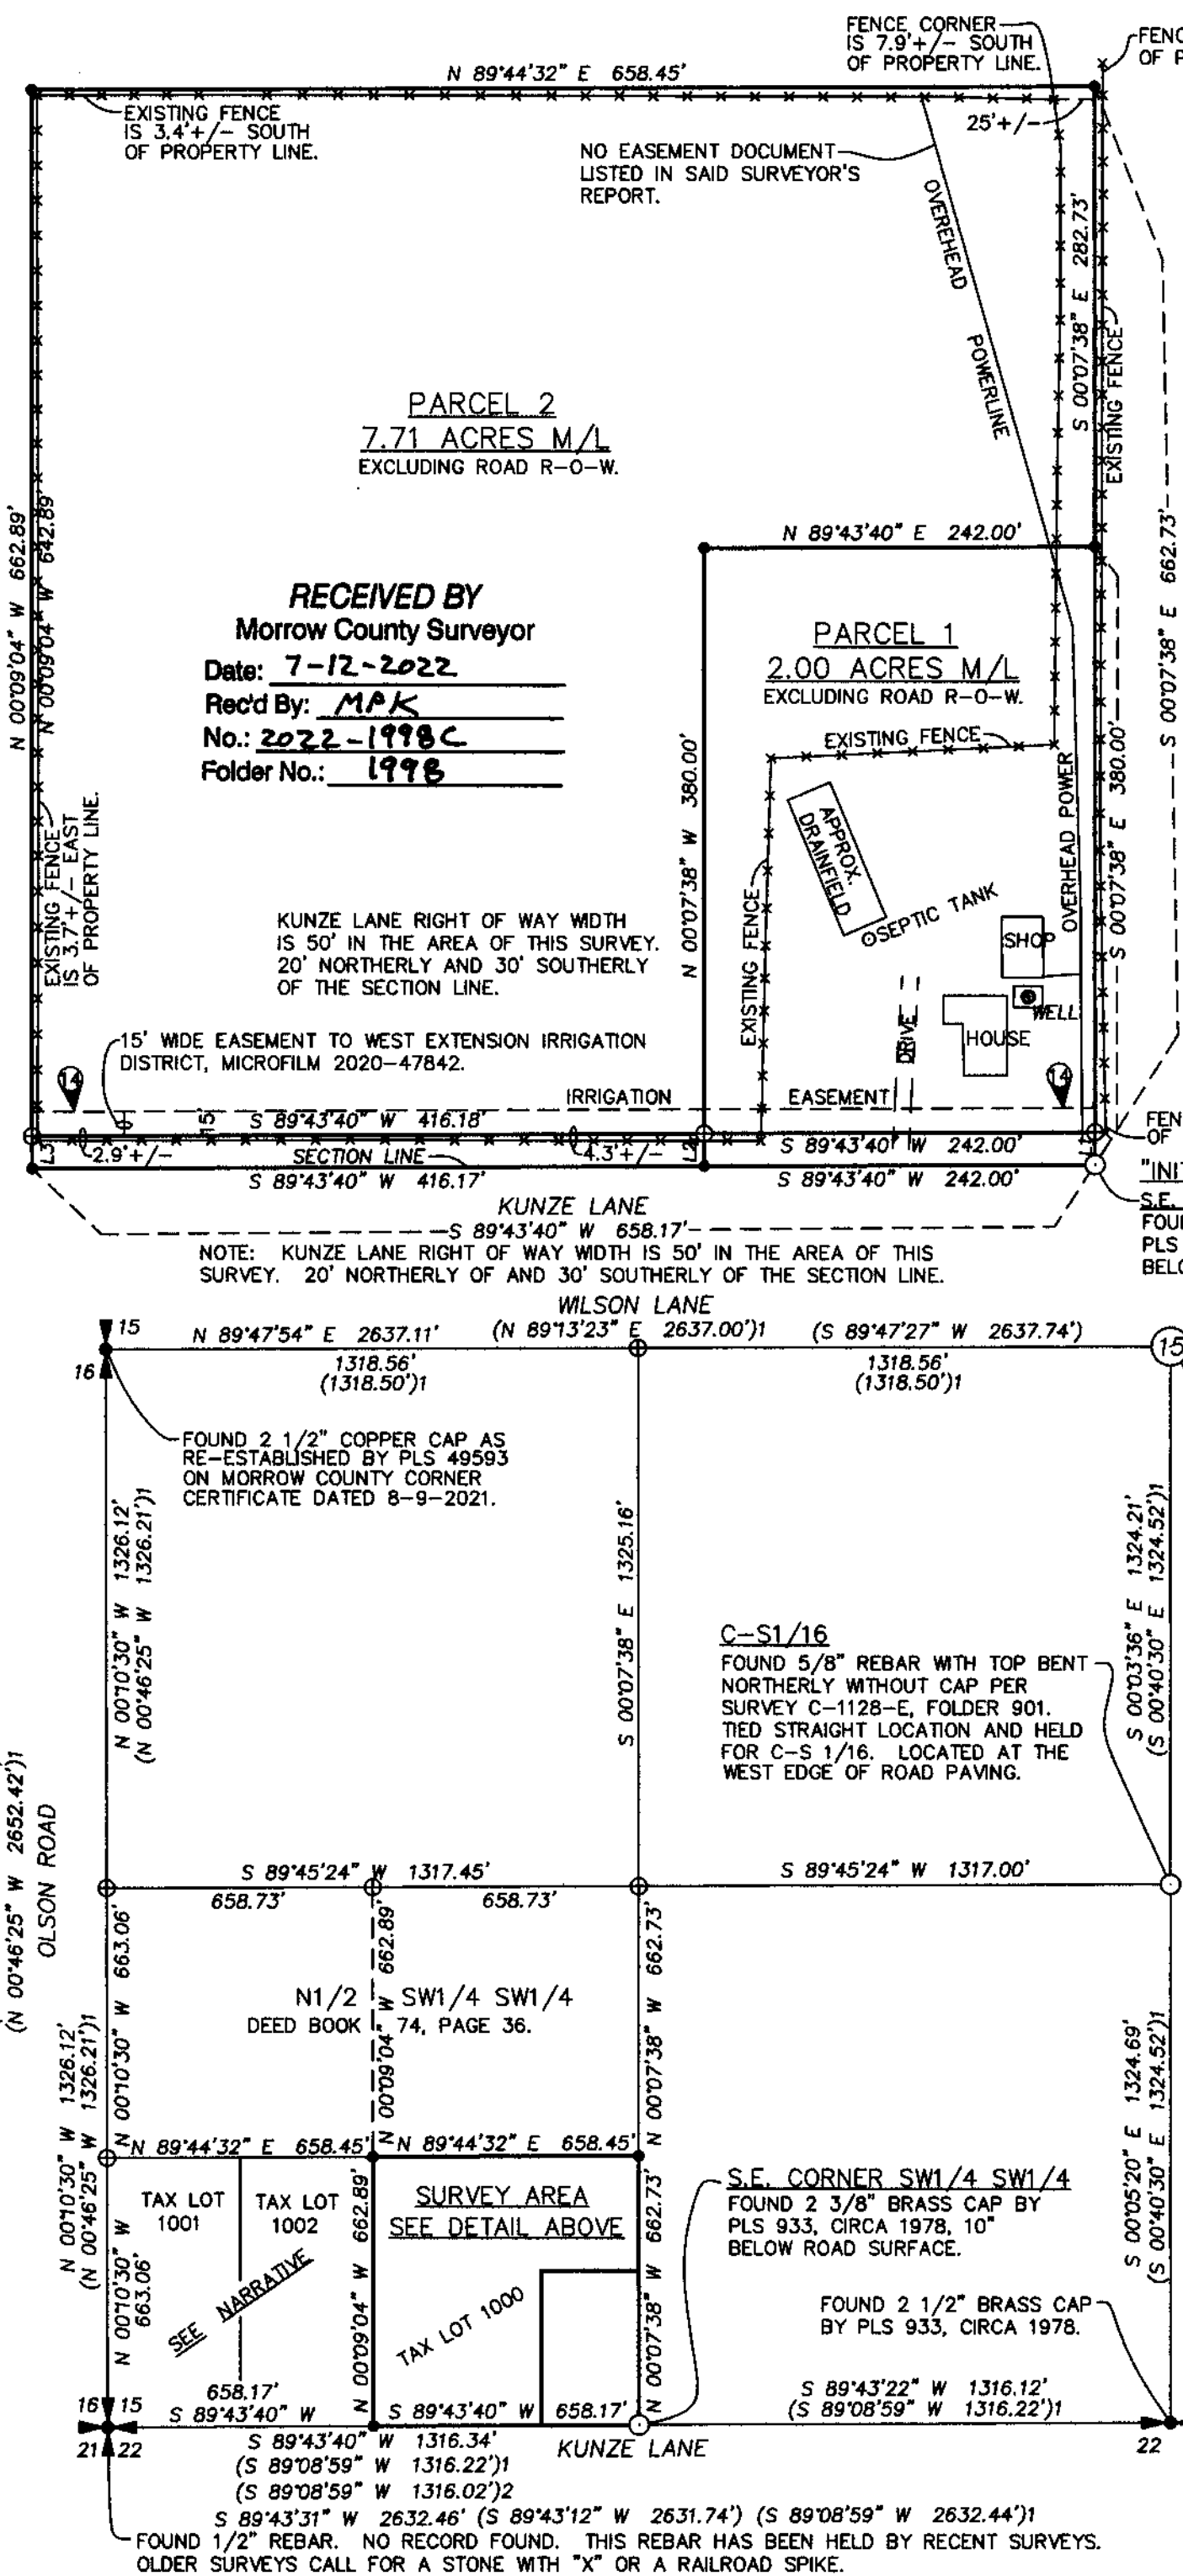 FENCE CORNER
IS 7.9'+/- SOUTH
OF PROPERTY LINE.
FENC
OF P
N 89°44'32" E 658.45'
EXISTING FENCE
IS 3.4'+/- SOUTH
OF PROPERTY LINE.
25'+/-
NO EASEMENT DOCUMENT
LISTED IN SAID SURVEYOR'S
REPORT.
OVEREHEAD
POWERLINE
S 00°07'38" E 282.73'
EXISTING FENCE
S 00°07'38" E 662.73'
PARCEL 2
7.71 ACRES M/L
EXCLUDING ROAD R-O-W.
N 00°09'04" W 662.89'
N 00°09'04" W 642.89'
N 89°43'40" E 242.00'
RECEIVED BY
Morrow County Surveyor
Date: 7-12-2022
Rec'd By: MPK
No.: 2022-1998C
Folder No.: 1998
PARCEL 1
2.00 ACRES M/L
EXCLUDING ROAD R-O-W.
EXISTING FENCE
N 00°07'38" W 380.00'
S 00°07'38" E 380.00'
OVERHEAD POWER
EXISTING FENCE
IS 3.7'+/- EAST
OF PROPERTY LINE.
APPROX.
DRAINFIELD
SEPTIC TANK
EXISTING FENCE
SHOP
WELL
HOUSE
DRIVE
KUNZE LANE RIGHT OF WAY WIDTH
IS 50' IN THE AREA OF THIS SURVEY.
20' NORTHERLY AND 30' SOUTHERLY
OF THE SECTION LINE.
15' WIDE EASEMENT TO WEST EXTENSION IRRIGATION
DISTRICT, MICROFILM 2020-47842.
14
14
IRRIGATION EASEMENT
15'
S 89°43'40" W 416.18'
S 89°43'40" W 242.00'
FEN
OF
L3
2.9'+/-
SECTION LINE
4.3'+/-
L2
L1
S 89°43'40" W 416.17'
S 89°43'40" W 242.00'
"INIT
S.E.
FOU
PLS
BELO
KUNZE LANE
S 89°43'40" W 658.17'
NOTE: KUNZE LANE RIGHT OF WAY WIDTH IS 50' IN THE AREA OF THIS
SURVEY. 20' NORTHERLY OF AND 30' SOUTHERLY OF THE SECTION LINE.
WILSON LANE
15
16
N 89°47'54" E 2637.11' (N 89°13'23" E 2637.00')1 (S 89°47'27" W 2637.74')
15
1318.56'
(1318.50')1
1318.56'
(1318.50')1
FOUND 2 1/2" COPPER CAP AS
RE-ESTABLISHED BY PLS 49593
ON MORROW COUNTY CORNER
CERTIFICATE DATED 8-9-2021.
N 00°10'30" W 1326.12'
(N 00°46'25" W 1326.21')1
S 00°07'38" E 1325.16'
S 00°03'36" E 1324.21'
(S 00°40'30" E 1324.52')1
C-S1/16
FOUND 5/8" REBAR WITH TOP BENT
NORTHERLY WITHOUT CAP PER
SURVEY C-1128-E, FOLDER 901.
TIED STRAIGHT LOCATION AND HELD
FOR C-S 1/16. LOCATED AT THE
WEST EDGE OF ROAD PAVING.
(N 00°46'25" W 2652.42')1
OLSON ROAD
S 89°45'24" W 1317.45'
S 89°45'24" W 1317.00'
658.73'
658.73'
N 00°10'30" W 663.06'
N 00°09'04" W 662.89'
N 00°07'38" W 662.73'
N1/2 SW1/4 SW1/4
DEED BOOK 74, PAGE 36.
N 00°10'30" W 1326.12'
(N 00°46'25" W 1326.21')1
S 00°05'20" E 1324.69'
(S 00°40'30" E 1324.52')1
N 89°44'32" E 658.45'
N 89°44'32" E 658.45'
TAX LOT
1001
TAX LOT
1002
SURVEY AREA
SEE DETAIL ABOVE
N 00°10'30" W
663.06'
N 00°09'04" W 662.89'
N 00°07'38" W 662.73'
SEE NARRATIVE
TAX LOT 1000
S.E. CORNER SW1/4 SW1/4
FOUND 2 3/8" BRASS CAP BY
PLS 933, CIRCA 1978, 10"
BELOW ROAD SURFACE.
FOUND 2 1/2" BRASS CAP
BY PLS 933, CIRCA 1978.
16 15
21 22
658.17'
S 89°43'40" W
S 89°43'40" W 658.17'
S 89°43'22" W 1316.12'
(S 89°08'59" W 1316.22')1
22
S 89°43'40" W 1316.34'
(S 89°08'59" W 1316.22')1
(S 89°08'59" W 1316.02')2
KUNZE LANE
S 89°43'31" W 2632.46' (S 89°43'12" W 2631.74') (S 89°08'59" W 2632.44')1
FOUND 1/2" REBAR. NO RECORD FOUND. THIS REBAR HAS BEEN HELD BY RECENT SURVEYS.
OLDER SURVEYS CALL FOR A STONE WITH "X" OR A RAILROAD SPIKE.